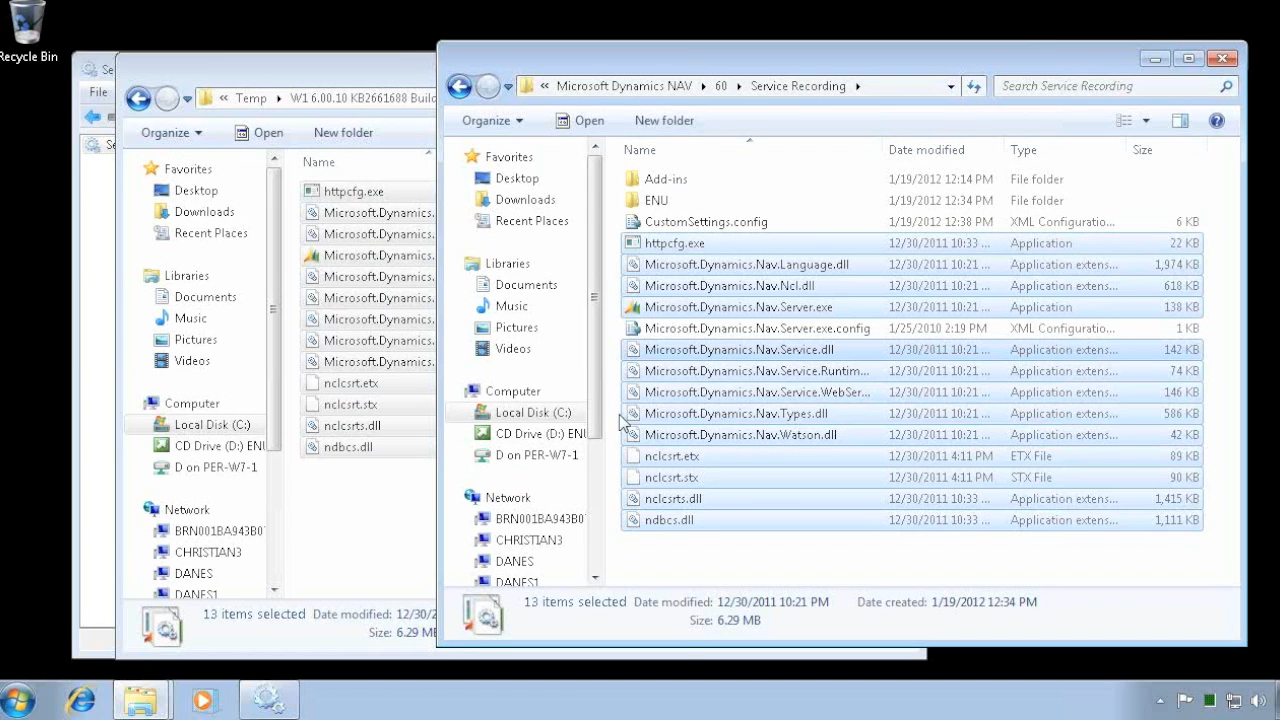 Recycle Bin
Se
File
Se
Temp
W1 6.00.10 KB2661688 Build
Organize
Open
New folder
Favorites
Desktop
Downloads
Recent Places
Libraries
Documents
Music
Pictures
Videos
Computer
Local Disk (C:)
CD Drive (D:) ENU
D on PER-W7-1
Network
BRN001BA943B0
CHRISTIAN3
DANES
DANES1
Name
httpcfg.exe
Microsoft.Dynamics.
Microsoft.Dynamics.
Microsoft.Dynamics.
Microsoft.Dynamics.
Microsoft.Dynamics.
Microsoft.Dynamics.
Microsoft.Dynamics.
Microsoft.Dynamics.
nclcsrt.etx
nclcsrt.stx
nclcsrts.dll
ndbcs.dll
13 items selected Date modified: 12/30/2
Size: 6.29 MB
Microsoft Dynamics NAV 60 Service Recording
Search Service Recording
Organize
Open
New folder
Favorites
Desktop
Downloads
Recent Places
Libraries
Documents
Music
Pictures
Videos
Computer
Local Disk (C:)
CD Drive (D:) ENU
D on PER-W7-1
Network
BRN001BA943B0
CHRISTIAN3
DANES
DANES1
Name Date modified Type Size
Add-ins 1/19/2012 12:14 PM File folder
ENU 1/19/2012 12:34 PM File folder
CustomSettings.config 1/19/2012 12:38 PM XML Configuratio... 6 KB
httpcfg.exe 12/30/2011 10:33 ... Application 22 KB
Microsoft.Dynamics.Nav.Language.dll 12/30/2011 10:21 ... Application extens... 1,974 KB
Microsoft.Dynamics.Nav.Ncl.dll 12/30/2011 10:21 ... Application extens... 618 KB
Microsoft.Dynamics.Nav.Server.exe 12/30/2011 10:21 ... Application 138 KB
Microsoft.Dynamics.Nav.Server.exe.config 1/25/2010 2:19 PM XML Configuratio... 1 KB
Microsoft.Dynamics.Nav.Service.dll 12/30/2011 10:21 ... Application extens... 142 KB
Microsoft.Dynamics.Nav.Service.Runtim... 12/30/2011 10:21 ... Application extens... 74 KB
Microsoft.Dynamics.Nav.Service.WebSer... 12/30/2011 10:21 ... Application extens... 146 KB
Microsoft.Dynamics.Nav.Types.dll 12/30/2011 10:21 ... Application extens... 586 KB
Microsoft.Dynamics.Nav.Watson.dll 12/30/2011 10:21 ... Application extens... 42 KB
nclcsrt.etx 12/30/2011 4:11 PM ETX File 89 KB
nclcsrt.stx 12/30/2011 4:11 PM STX File 90 KB
nclcsrts.dll 12/30/2011 10:33 ... Application extens... 1,415 KB
ndbcs.dll 12/30/2011 10:33 ... Application extens... 1,111 KB
13 items selected Date modified: 12/30/2011 10:21 PM Date created: 1/19/2012 12:34 PM
Size: 6.29 MB